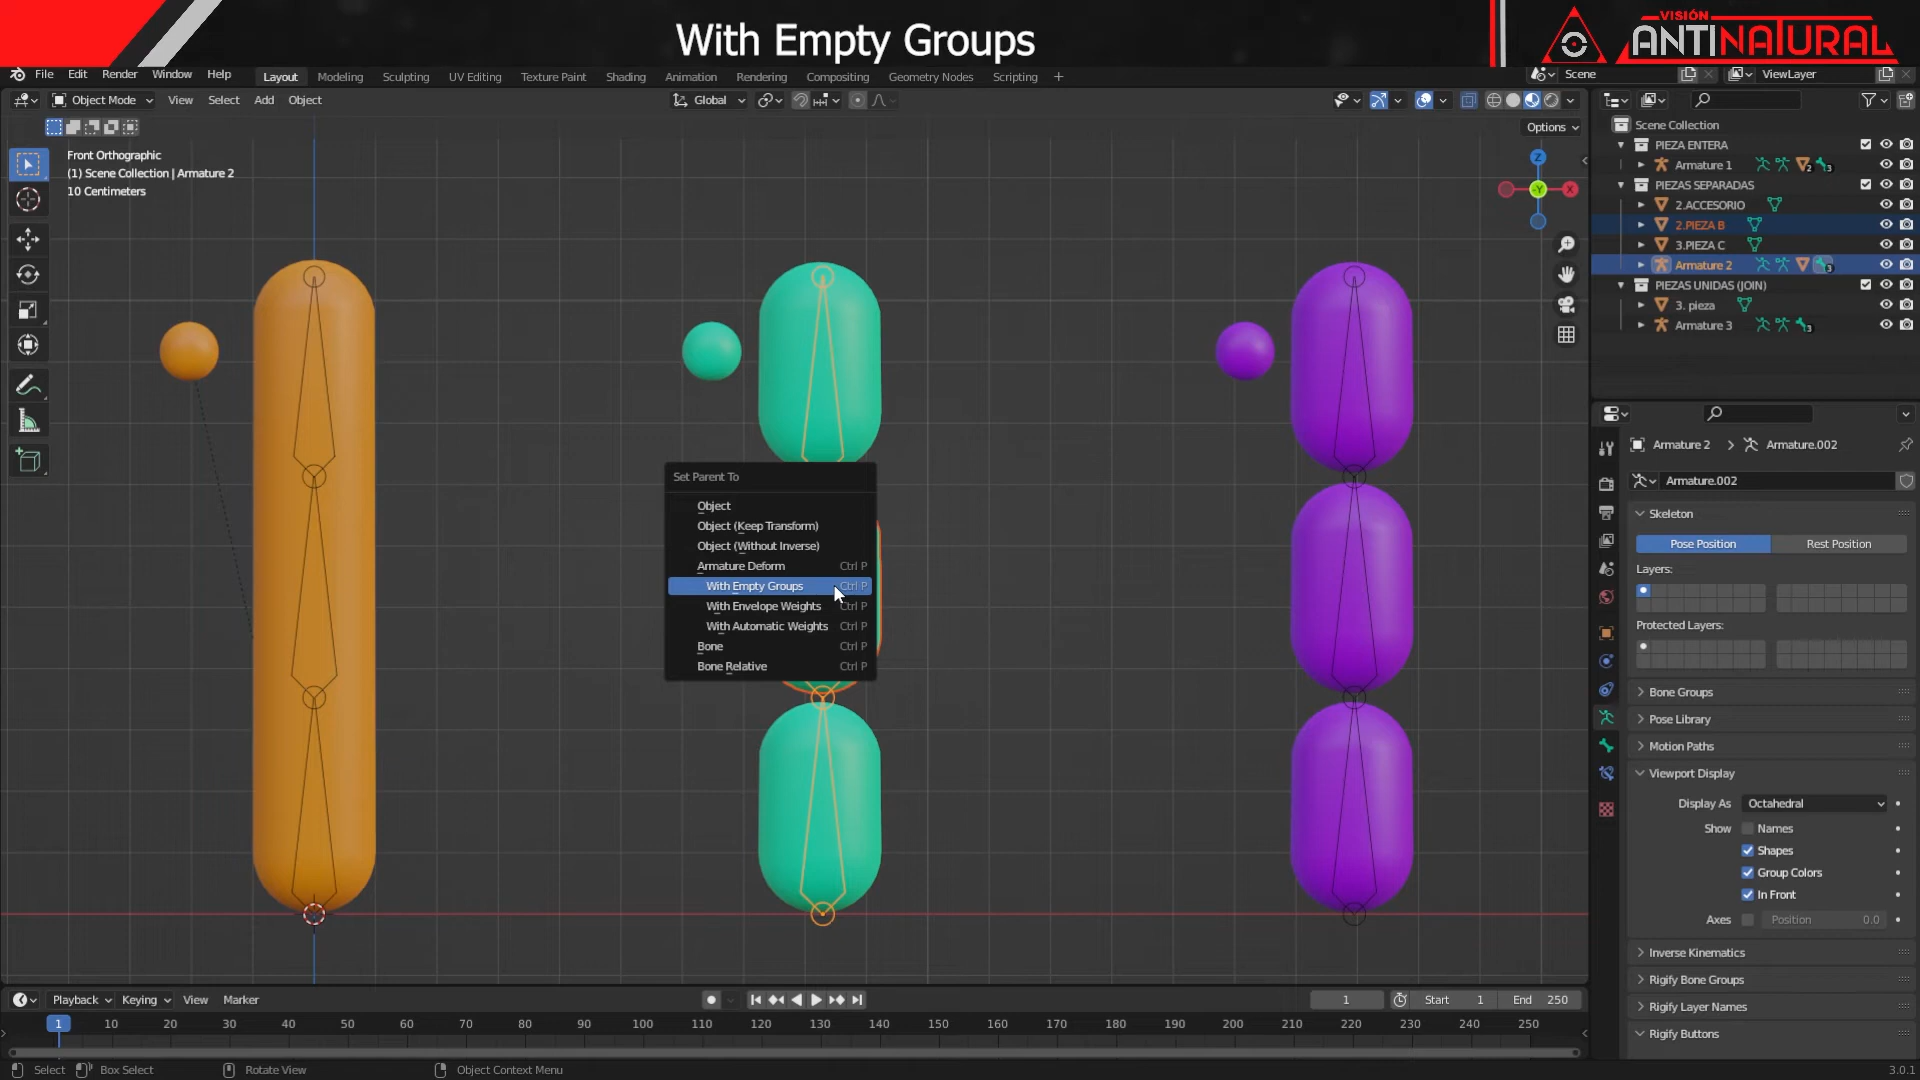 With Empty Groups
VISIÓN
ANTINATURAL
File Edit Render Window Help
Layout Modeling Sculpting UV Editing Texture Paint Shading Animation Rendering Compositing Geometry Nodes Scripting +
Scene
ViewLayer
Object Mode View Select Add Object
Global
Options
Front Orthographic
(1) Scene Collection | Armature 2
10 Centimeters
Z
Y
X
Scene Collection
PIEZA ENTERA
Armature 1 2 3
PIEZAS SEPARADAS
2.ACCESORIO
2.PIEZA B
3.PIEZA C
Armature 2 3
PIEZAS UNIDAS (JOIN)
3. pieza
Armature 3 3
Set Parent To
Object
Object (Keep Transform)
Object (Without Inverse)
Armature Deform Ctrl P
With Empty Groups Ctrl P
With Envelope Weights Ctrl P
With Automatic Weights Ctrl P
Bone Ctrl P
Bone Relative Ctrl P
Armature 2 > Armature.002
Armature.002
Skeleton
Pose Position Rest Position
Layers:
Protected Layers:
Bone Groups
Pose Library
Motion Paths
Viewport Display
Display As Octahedral
Show Names
Shapes
Group Colors
In Front
Axes Position 0.0
Inverse Kinematics
Rigify Bone Groups
Rigify Layer Names
Rigify Buttons
Playback Keying View Marker
1 Start 1 End 250
1 10 20 30 40 50 60 70 80 90 100 110 120 130 140 150 160 170 180 190 200 210 220 230 240 250
Select Box Select Rotate View Object Context Menu
3.0.1